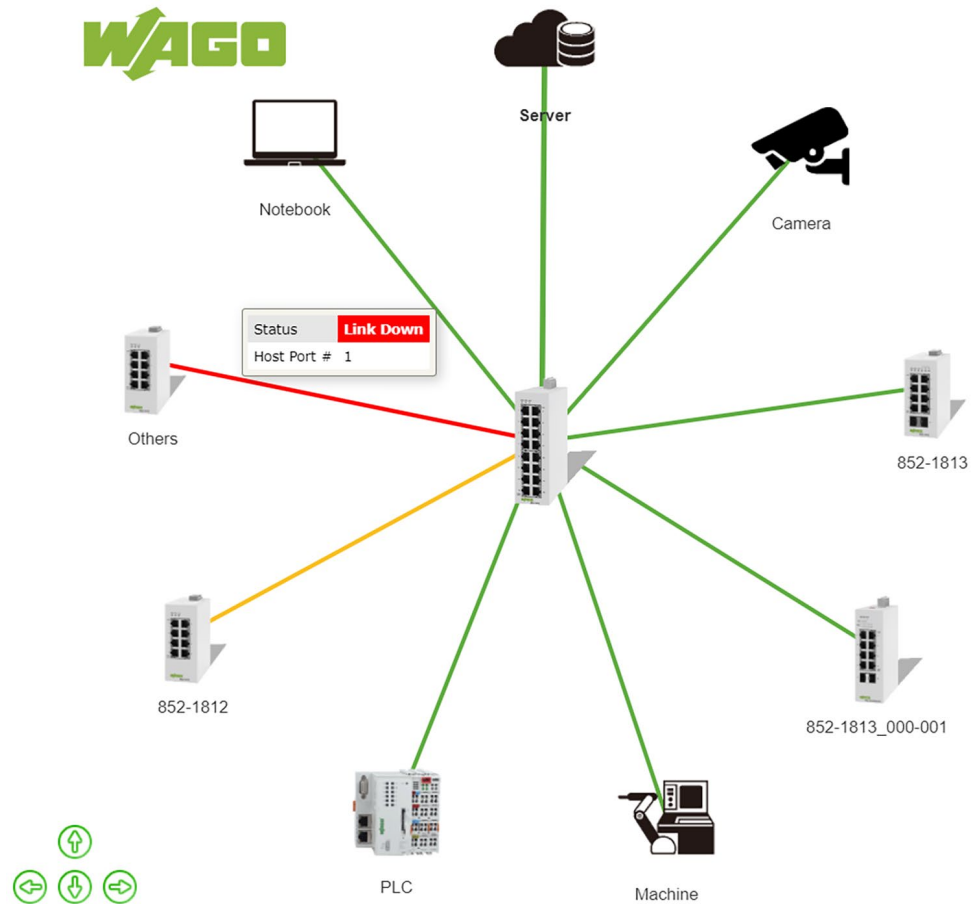 WAGO
Server
Notebook
Camera
Status Link Down
Host Port # 1
Others
852-1813
852-1812
852-1813_000-001
PLC
Machine